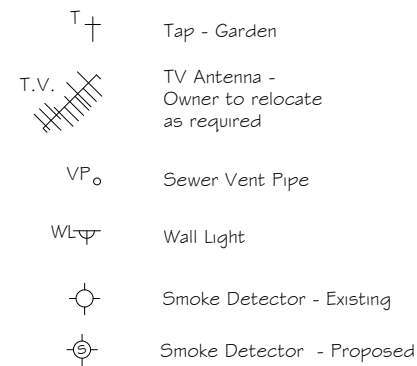 T Tap - Garden
T.V. TV Antenna -
Owner to relocate
as required
VP Sewer Vent Pipe
WL Wall Light
Smoke Detector - Existing
S Smoke Detector - Proposed